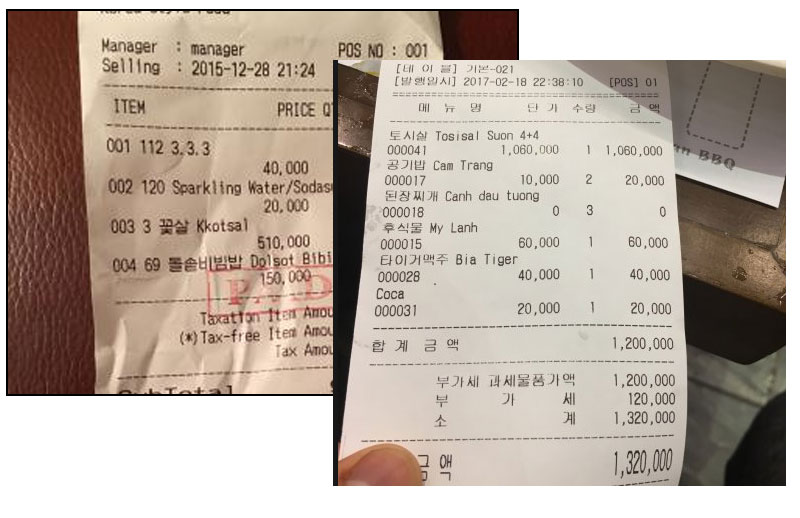 Manager : manager
POS NO : 001
Selling : 2015-12-28 21:24
ITEM PRICE
001 112 3.3.3
40,000
002 120 Sparkling
20,000
003 3 꽃살 Kkotsal
510,000
004 69 돌솥비빔밥 Dolsot
150,000
PAID
Taxation Item
(*)Tax-free Item
Tax
SubTotal
[테 이 블] 기본-021
[발행일시] 2017-02-18 22:38:10 [POS] 01
메 뉴 명 단 가 수량 금 액
토시살 Tosisal Suon 4+4
000041 1,060,000 1 1,060,000
공기밥 Cam Trang
000017 10,000 2 20,000
된장찌개 Canh dau tuong
000018 0 3 0
후식물 My Lanh
000015 60,000 1 60,000
타이거맥주 Bia Tiger
000028 40,000 1 40,000
Coca
000031 20,000 1 20,000
합 계 금 액 1,200,000
부가세 과세물품가액 1,200,000
부 가 세 120,000
소 계 1,320,000
금 액 1,320,000
BBQ